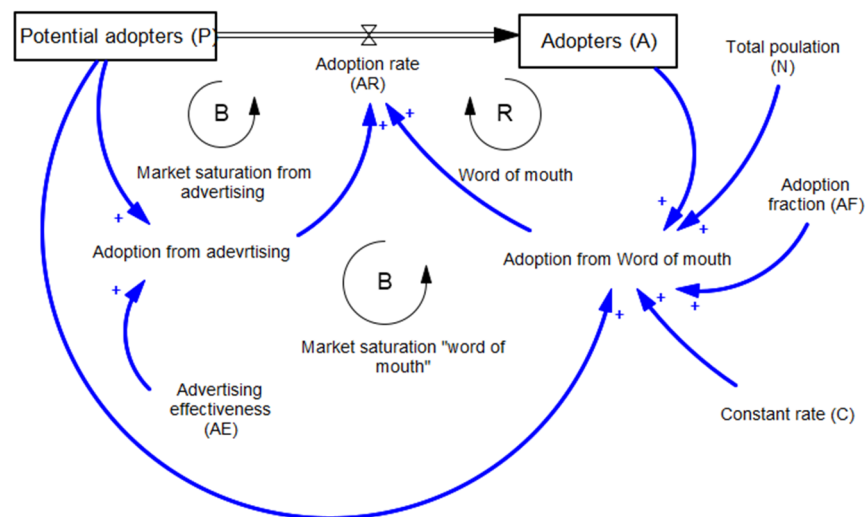 Potential adopters (P)
Adopters (A)
Total poulation
(N)
Adoption rate
(AR)
B
R
+
+
Market saturation from
advertising
Word of mouth
Adoption
fraction (AF)
+
+
+
Adoption from adevrtising
Adoption from Word of mouth
B
+
+
+
+
+
Market saturation "word of
mouth"
Advertising
effectiveness
(AE)
Constant rate (C)